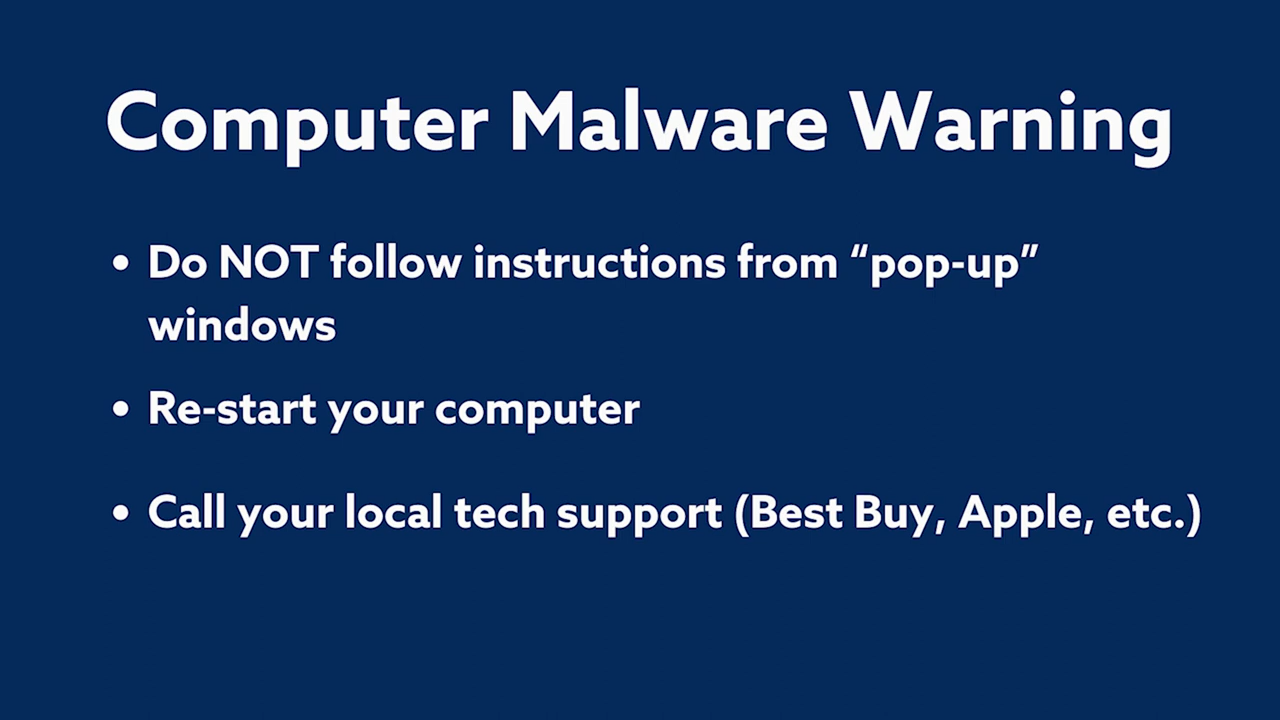 Computer Malware Warning
• Do NOT follow instructions from “pop-up”
windows
• Re-start your computer
• Call your local tech support (Best Buy, Apple, etc.)